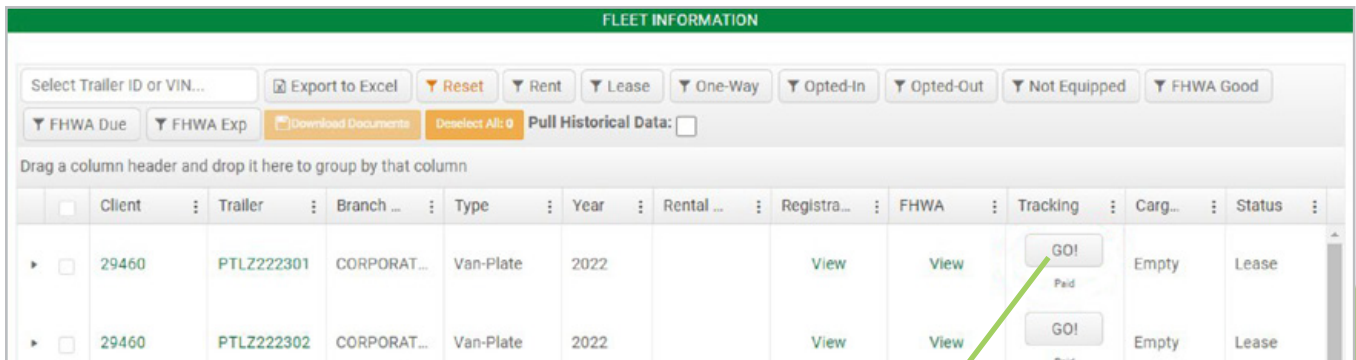 FLEET INFORMATION
Select Trailer ID or VIN... Export to Excel Reset Rent Lease One-Way Opted-In Opted-Out Not Equipped FHWA Good
FHWA Due FHWA Exp Download Documents Deselect All: 0 Pull Historical Data:
Drag a column header and drop it here to group by that column
Client Trailer Branch ... Type Year Rental ... Registra... FHWA Tracking Carg... Status
29460 PTLZ222301 CORPORAT... Van-Plate 2022 View View GO! Empty Lease
Paid
29460 PTLZ222302 CORPORAT... Van-Plate 2022 View View GO! Empty Lease